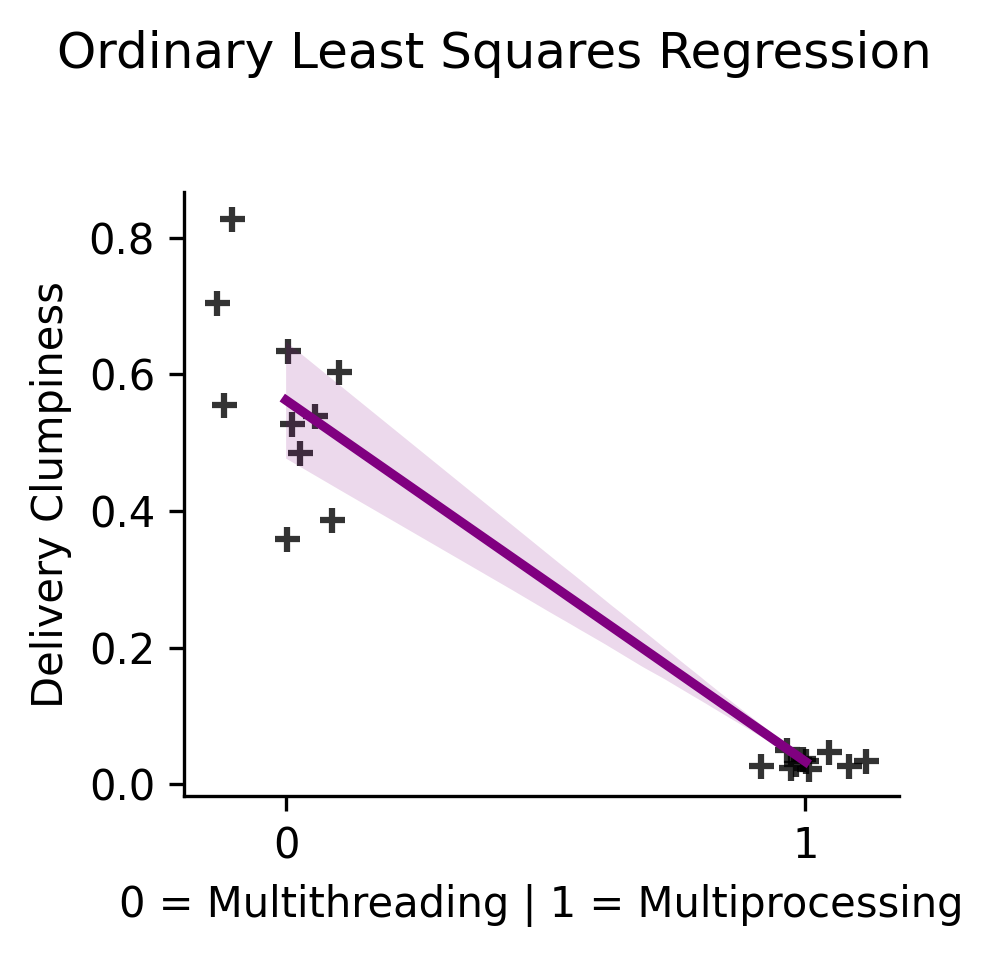 Ordinary Least Squares Regression
Delivery Clumpiness
0.8
0.6
0.4
0.2
0.0
0 1
0 = Multithreading | 1 = Multiprocessing